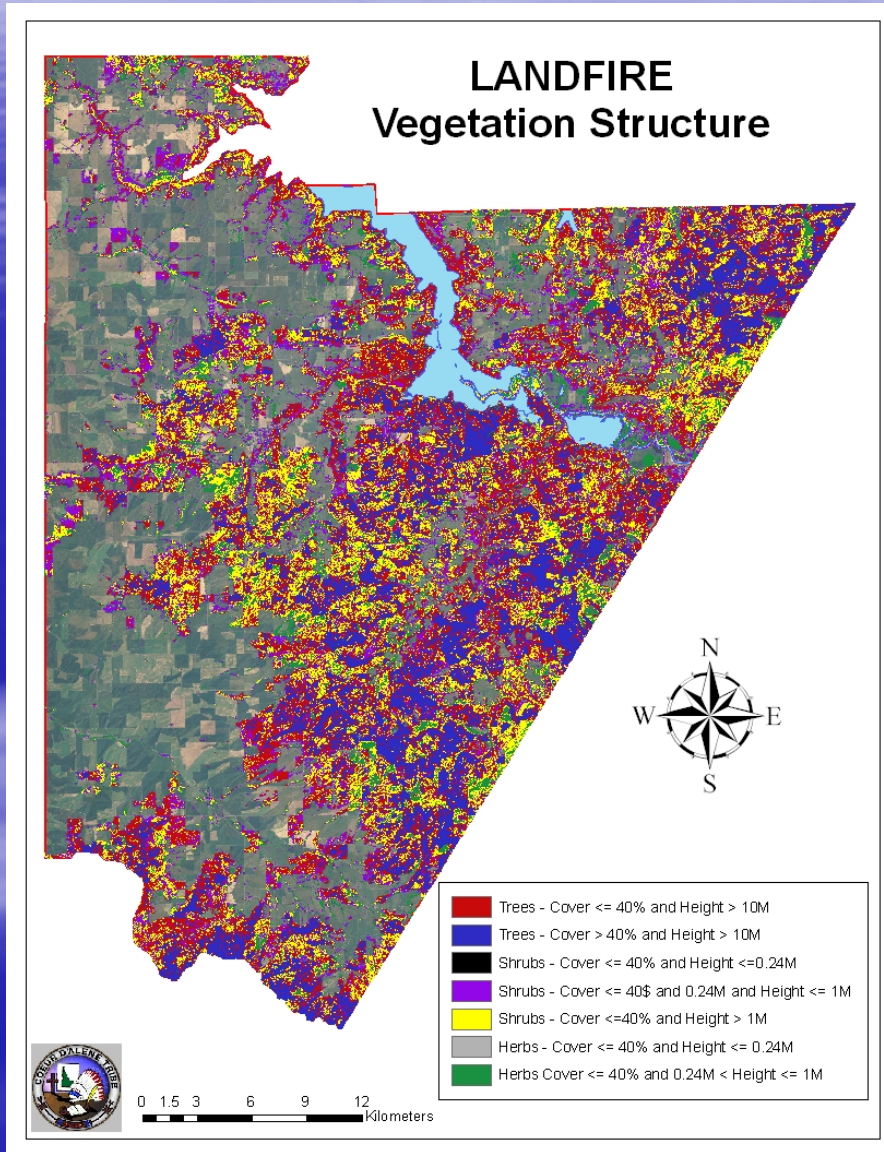 LANDFIRE
Vegetation Structure
N
W E
S
Trees - Cover <= 40% and Height > 10M
Trees - Cover > 40% and Height > 10M
Shrubs - Cover <= 40% and Height <=0.24M
Shrubs - Cover <= 40$ and 0.24M and Height <= 1M
Shrubs - Cover <=40% and Height > 1M
Herbs - Cover <= 40% and Height <= 0.24M
Herbs Cover <= 40% and 0.24M < Height <= 1M
COEUR D'ALENE TRIBE
0 1.5 3 6 9 12
Kilometers